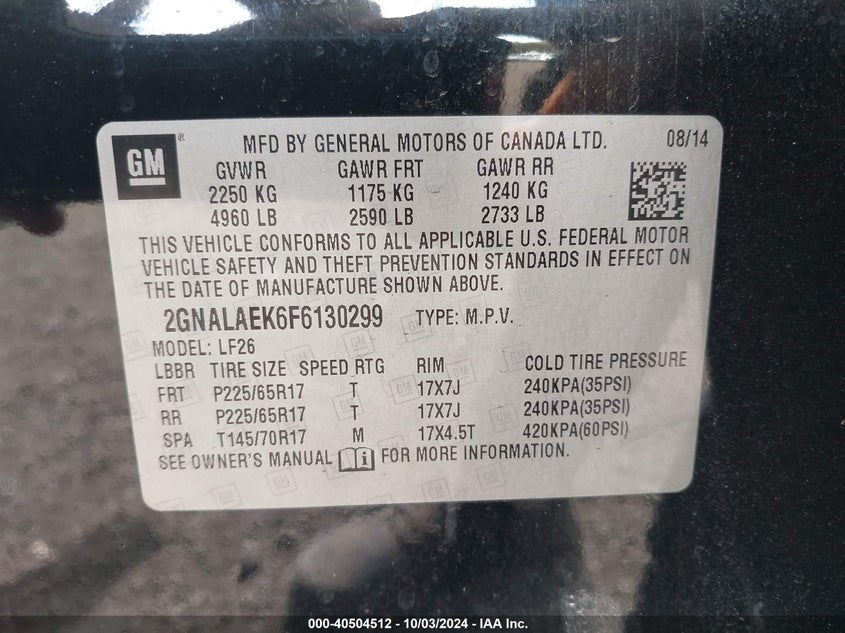 GM ® MFD BY GENERAL MOTORS OF CANADA LTD. 08/14
GVWR GAWR FRT GAWR RR
2250 KG 1175 KG 1240 KG
4960 LB 2590 LB 2733 LB
THIS VEHICLE CONFORMS TO ALL APPLICABLE U.S. FEDERAL MOTOR
VEHICLE SAFETY AND THEFT PREVENTION STANDARDS IN EFFECT ON
THE DATE OF MANUFACTURE SHOWN ABOVE.
2GNALAEK6F6130299 TYPE: M.P.V.
MODEL: LF26
LBBR TIRE SIZE SPEED RTG RIM COLD TIRE PRESSURE
FRT P225/65R17 T 17X7J 240KPA(35PSI)
RR P225/65R17 T 17X7J 240KPA(35PSI)
SPA T145/70R17 M 17X4.5T 420KPA(60PSI)
SEE OWNER'S MANUAL i FOR MORE INFORMATION.
000-40504512 - 10/03/2024 - IAA Inc.